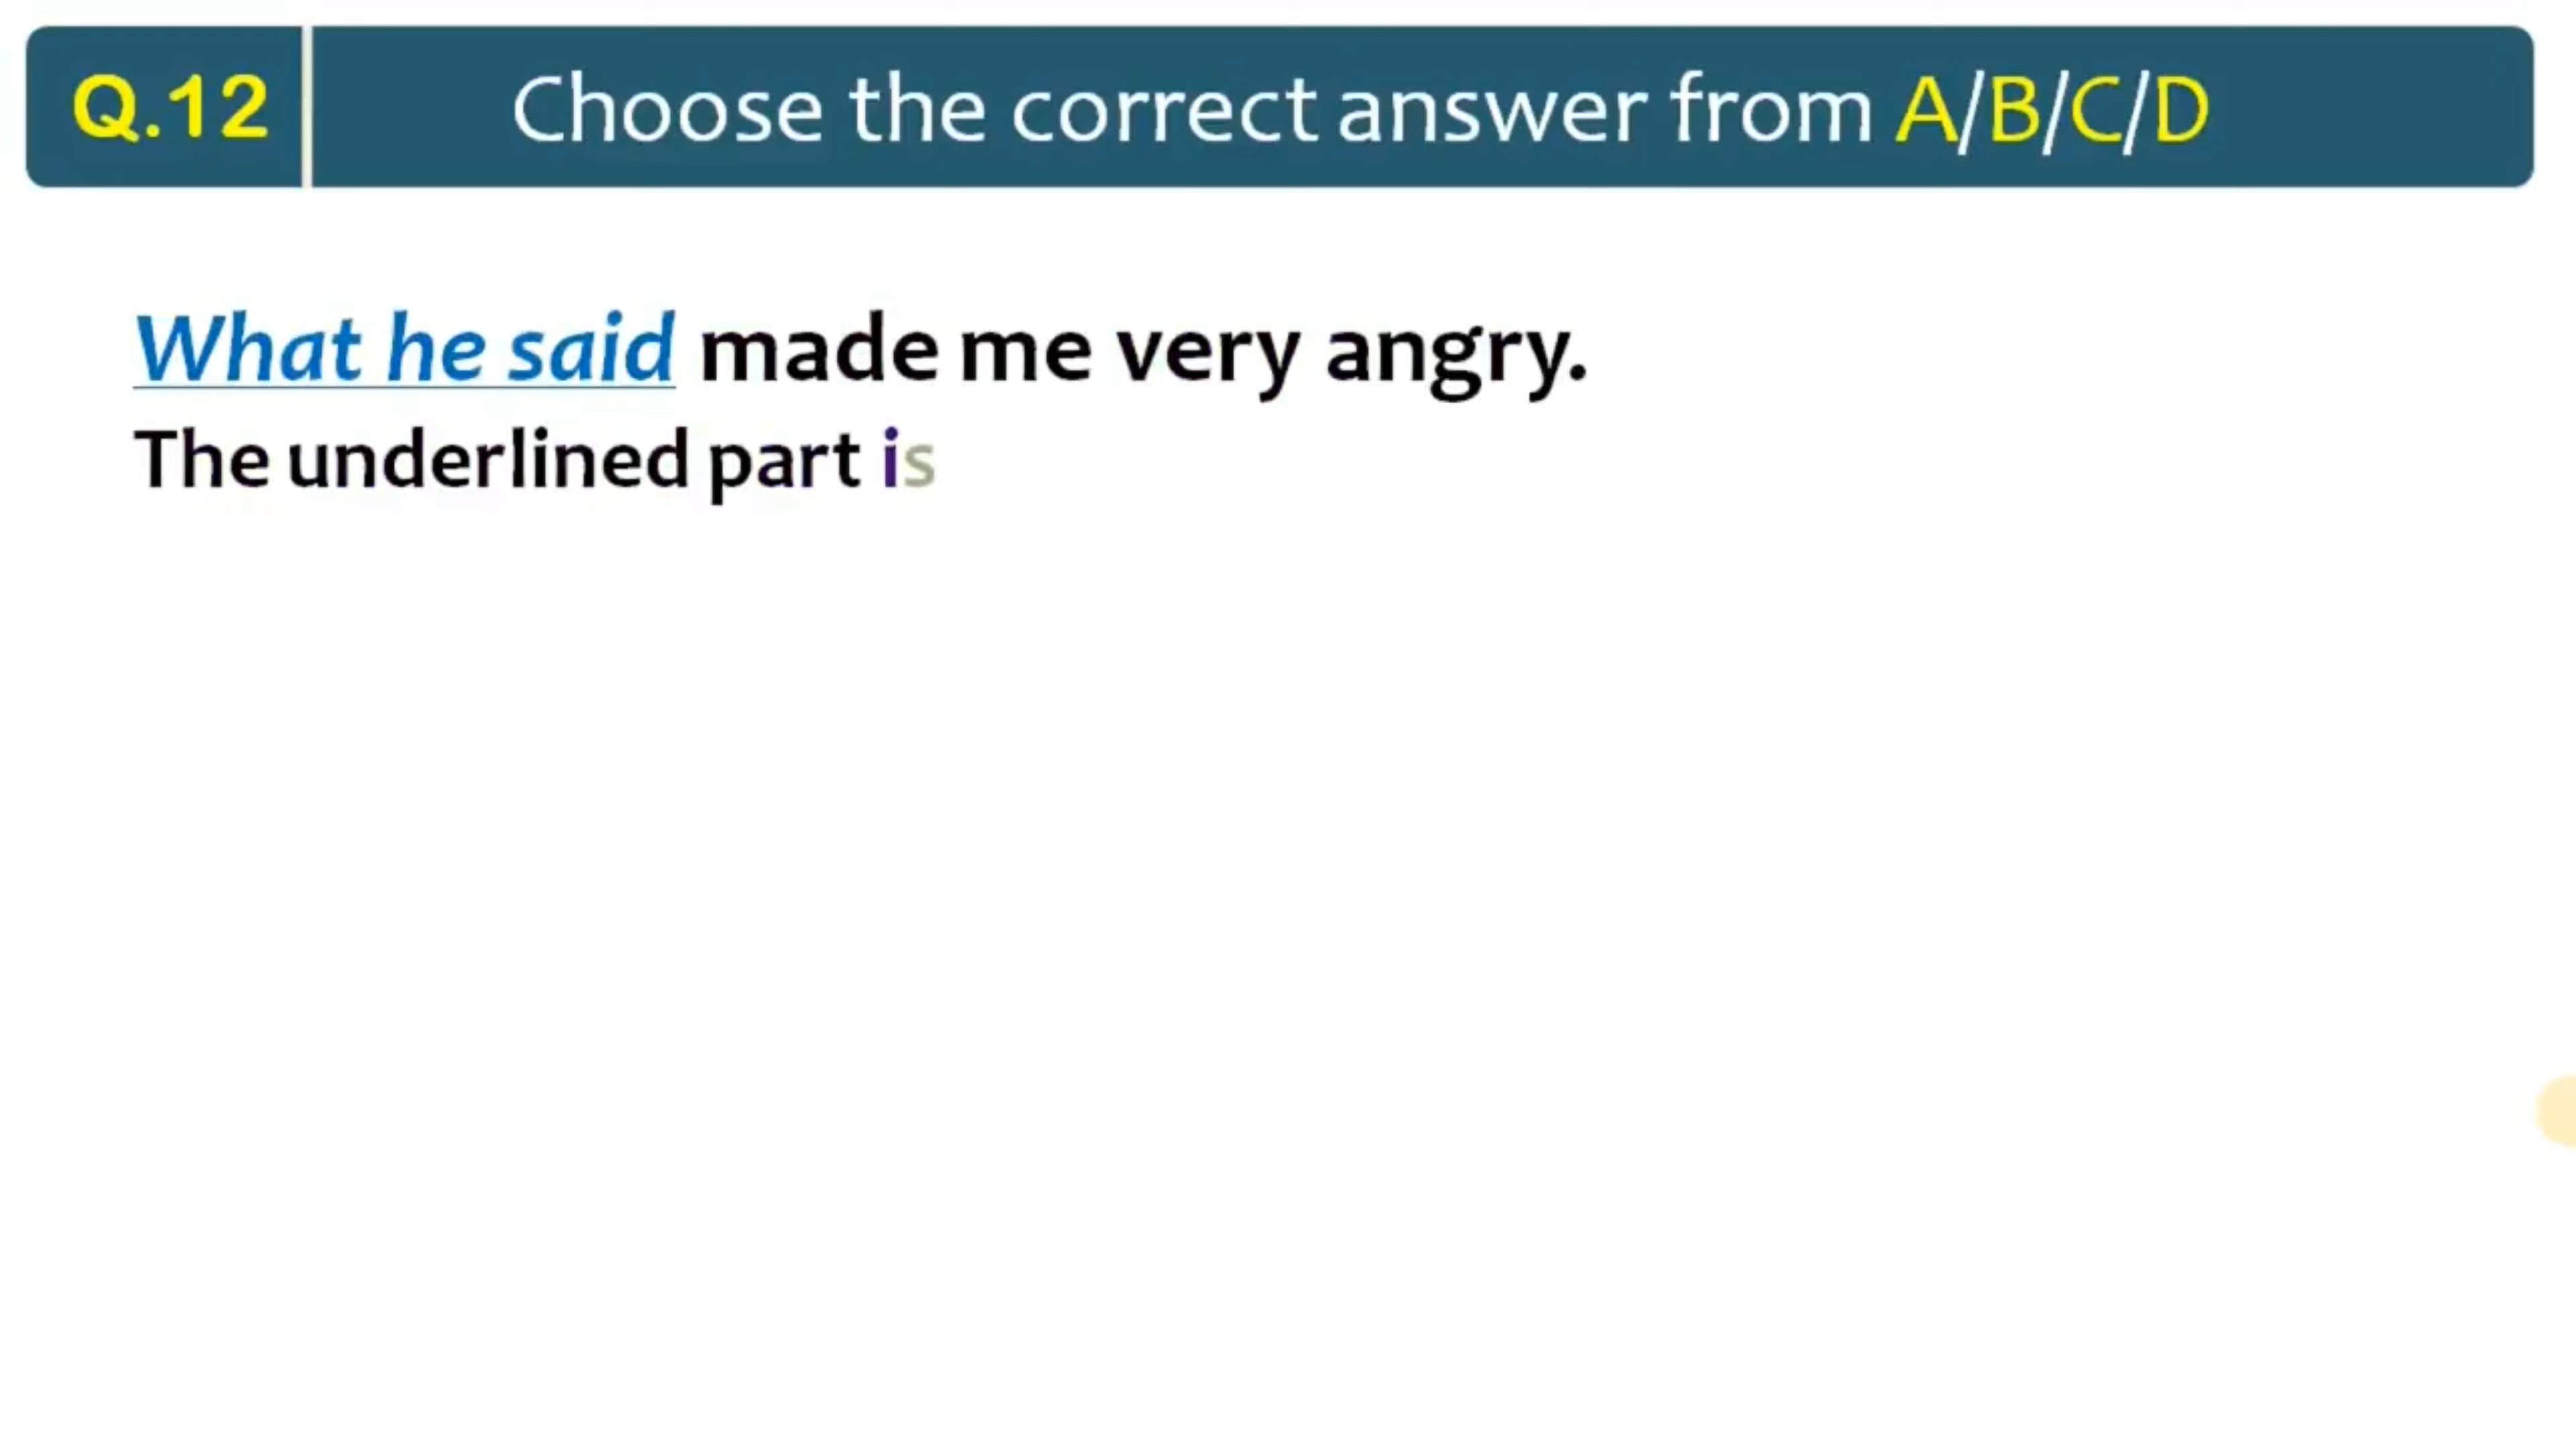 Q.12 Choose the correct answer from A/B/C/D
What he said made me very angry.
The underlined part is